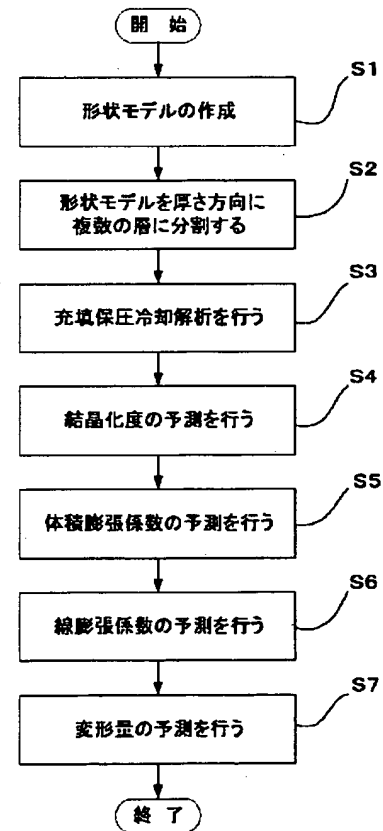 開 始
S1
形状モデルの作成
S2
形状モデルを厚さ方向に
複数の層に分割する
S3
充填保圧冷却解析を行う
S4
結晶化度の予測を行う
S5
体積膨張係数の予測を行う
S6
線膨張係数の予測を行う
S7
変形量の予測を行う
終 了